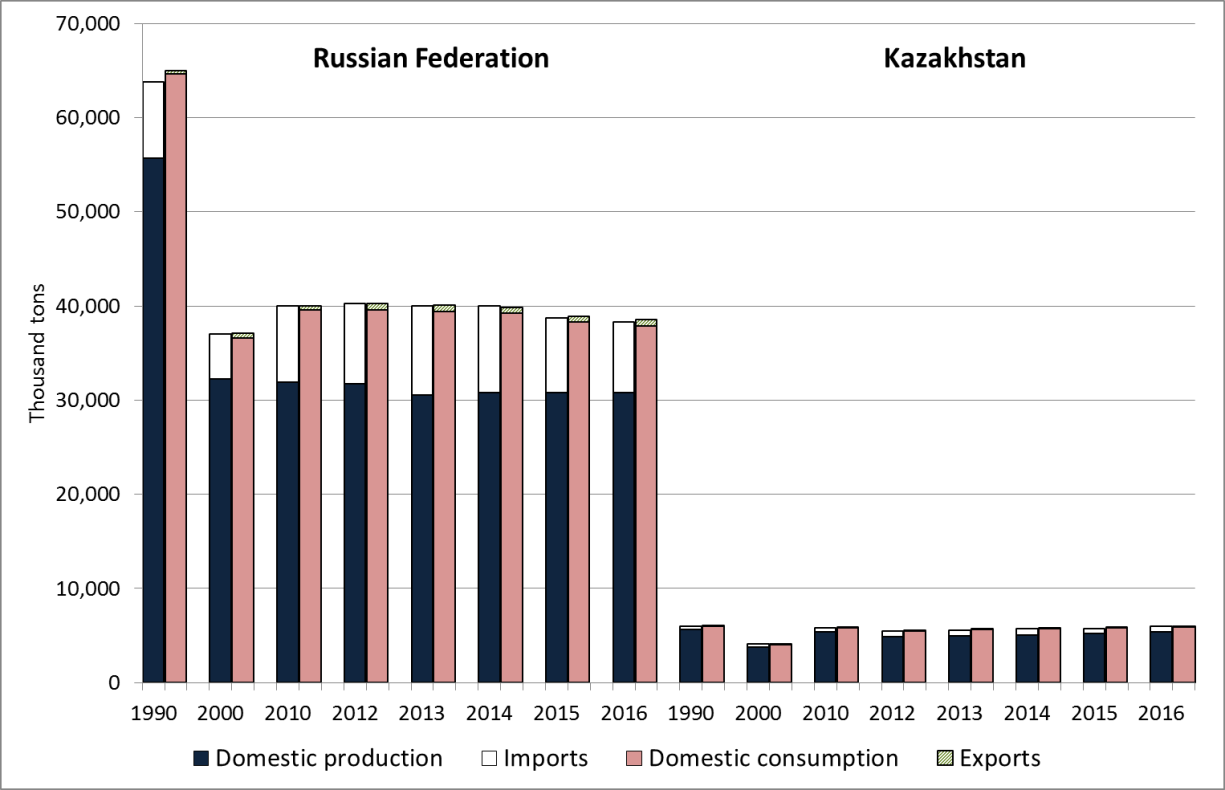 70,000
60,000
50,000
40,000
30,000
20,000
10,000
0
Thousand tons
Russian Federation Kazakhstan
1990 2000 2010 2012 2013 2014 2015 2016 1990 2000 2010 2012 2013 2014 2015 2016
Domestic production Imports Domestic consumption Exports